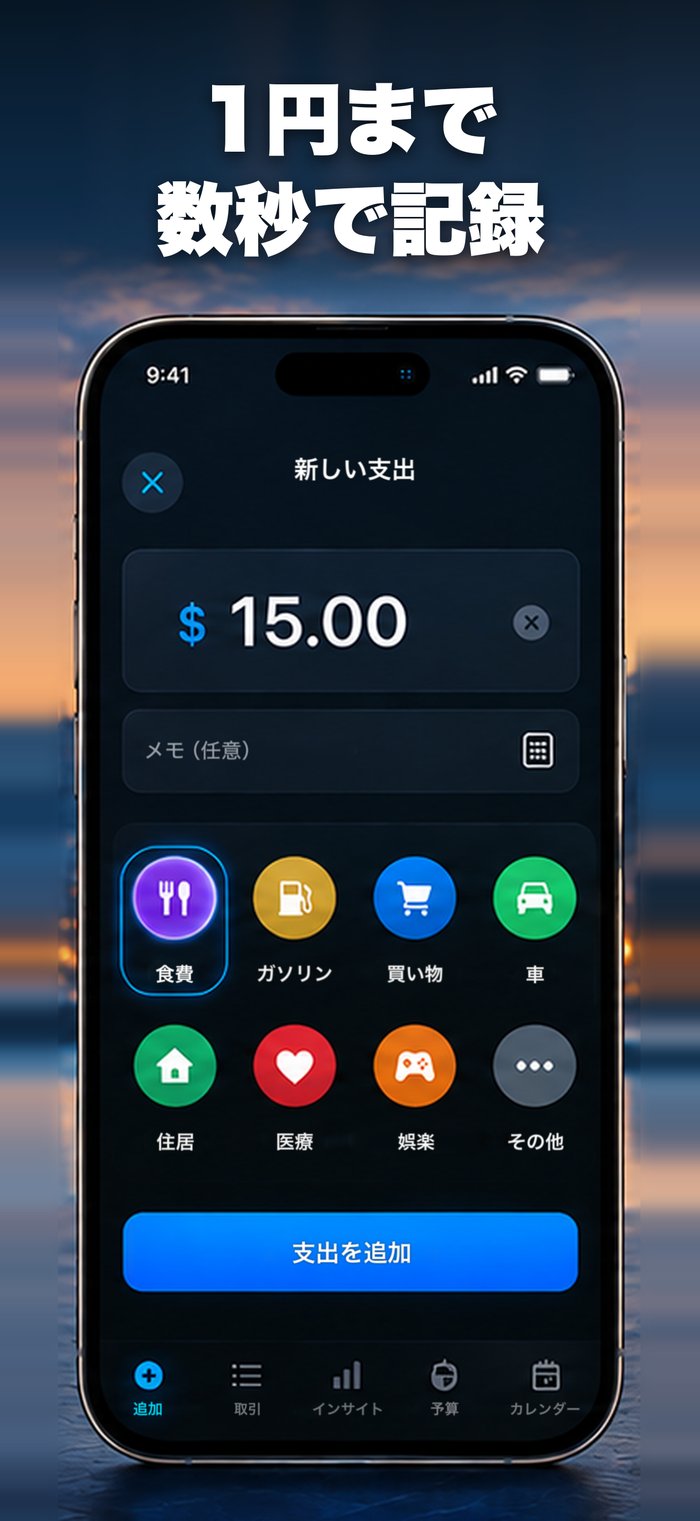 1円まで
数秒で記録
9:41
新しい支出
$ 15.00
メモ (任意)
食費 ガソリン 買い物 車
住居 医療 娯楽 その他
支出を追加
追加 取引 インサイト 予算 カレンダー